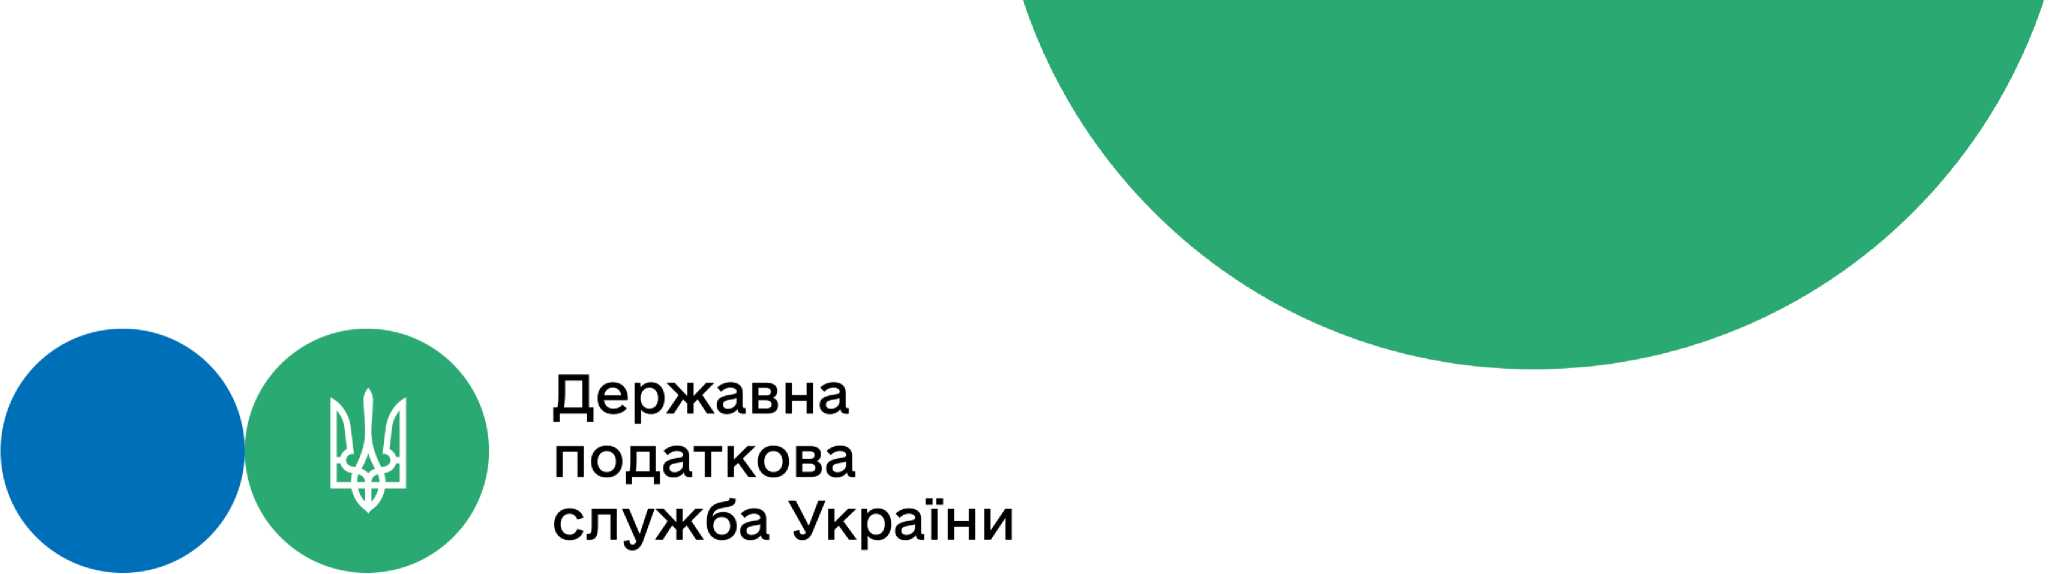 Державна
податкова
служба України